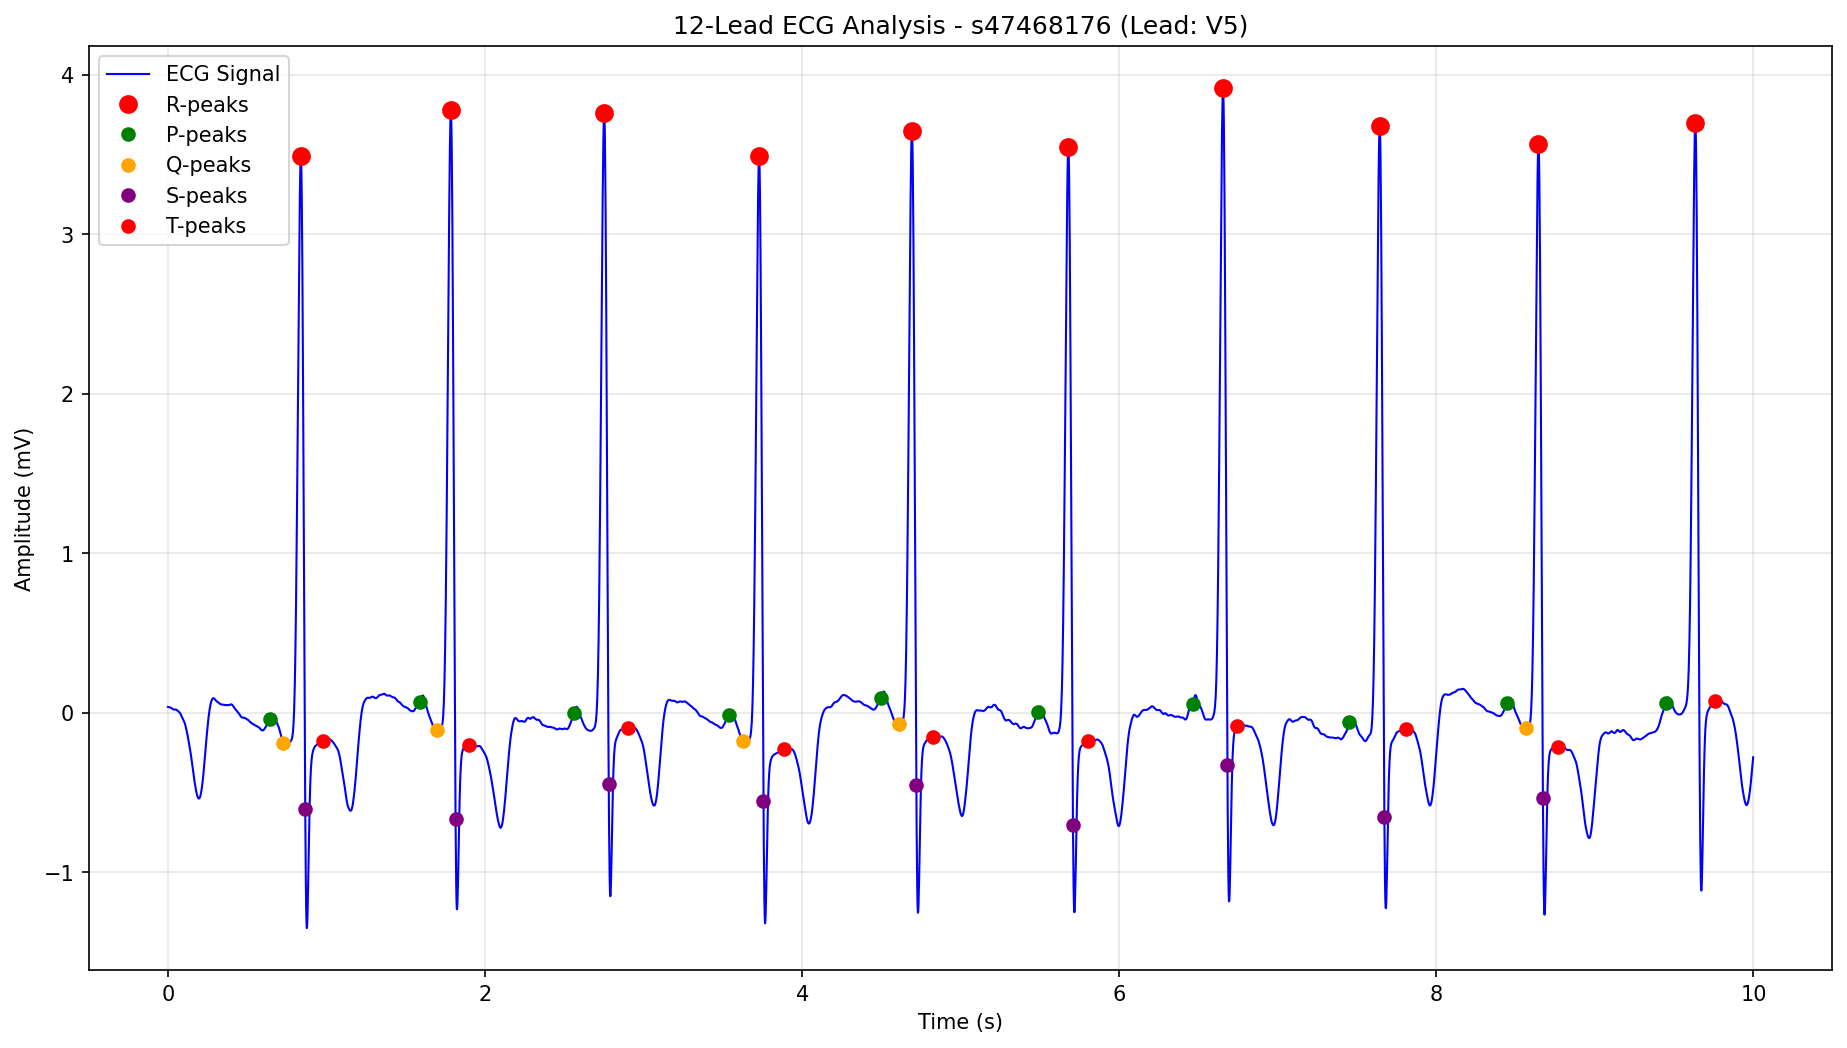 12-Lead ECG Analysis - s47468176 (Lead: V5)
ECG Signal
R-peaks
P-peaks
Q-peaks
S-peaks
T-peaks
Amplitude (mV)
4
3
2
1
0
−1
0 2 4 6 8 10
Time (s)